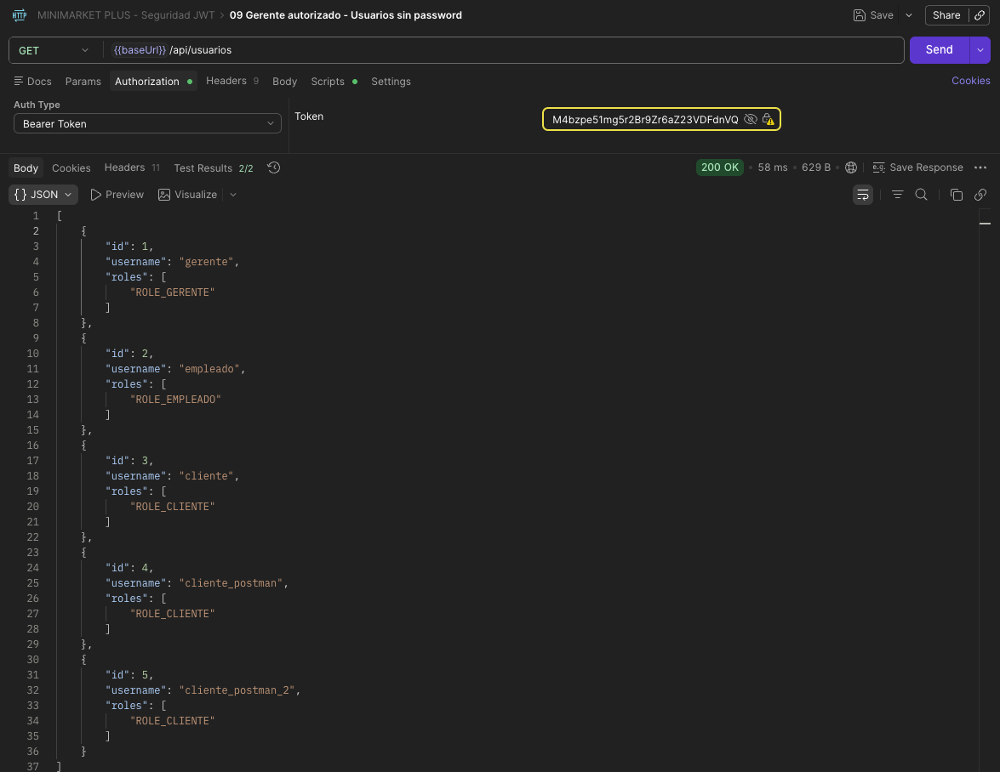 HTTP MINIMARKET PLUS - Seguridad JWT > 09 Gerente autorizado - Usuarios sin password Save Share
GET {{baseUrl}} /api/usuarios Send
Docs Params Authorization Headers 9 Body Scripts Settings Cookies
Auth Type
Bearer Token
Token M4bzpe51mg5r2Br9Zr6aZ23VDFdnVQ
Body Cookies Headers 11 Test Results 2/2 200 OK • 58 ms • 629 B • e.g. Save Response
{} JSON Preview Visualize
1 [
2 {
3 "id": 1,
4 "username": "gerente",
5 "roles": [
6 "ROLE_GERENTE"
7 ]
8 },
9 {
10 "id": 2,
11 "username": "empleado",
12 "roles": [
13 "ROLE_EMPLEADO"
14 ]
15 },
16 {
17 "id": 3,
18 "username": "cliente",
19 "roles": [
20 "ROLE_CLIENTE"
21 ]
22 },
23 {
24 "id": 4,
25 "username": "cliente_postman",
26 "roles": [
27 "ROLE_CLIENTE"
28 ]
29 },
30 {
31 "id": 5,
32 "username": "cliente_postman_2",
33 "roles": [
34 "ROLE_CLIENTE"
35 ]
36 }
37 ]